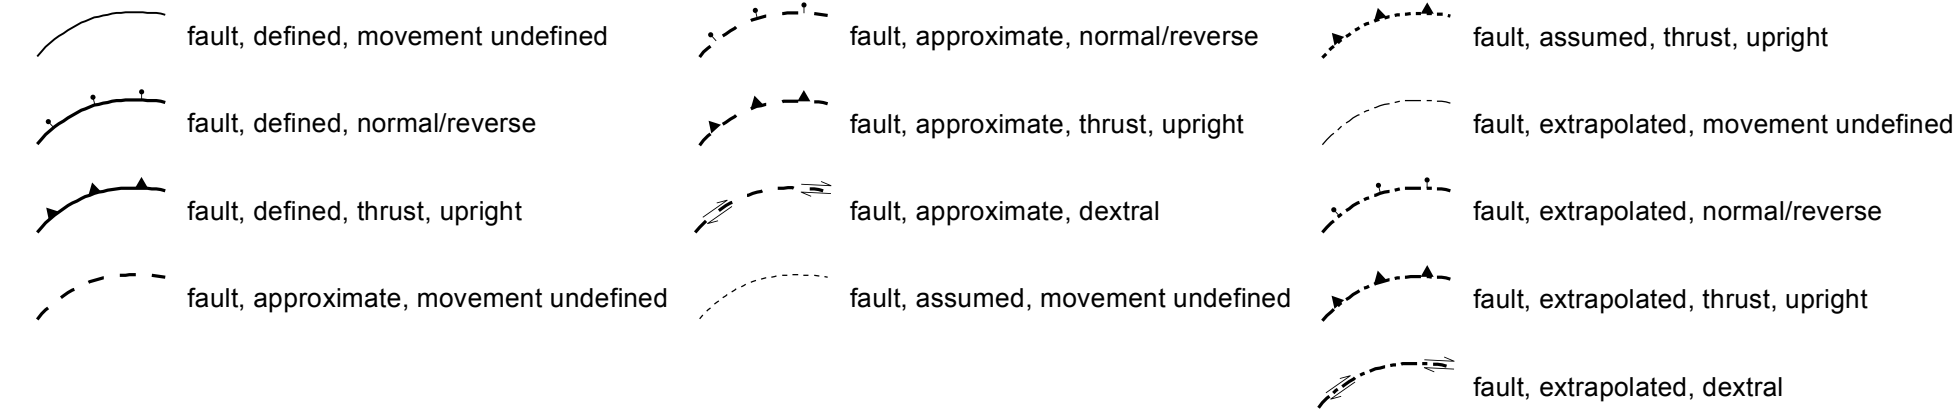 fault, defined, movement undefined
fault, defined, normal/reverse
fault, defined, thrust, upright
fault, approximate, movement undefined
fault, approximate, normal/reverse
fault, approximate, thrust, upright
fault, approximate, dextral
fault, assumed, movement undefined
fault, assumed, thrust, upright
fault, extrapolated, movement undefined
fault, extrapolated, normal/reverse
fault, extrapolated, thrust, upright
fault, extrapolated, dextral